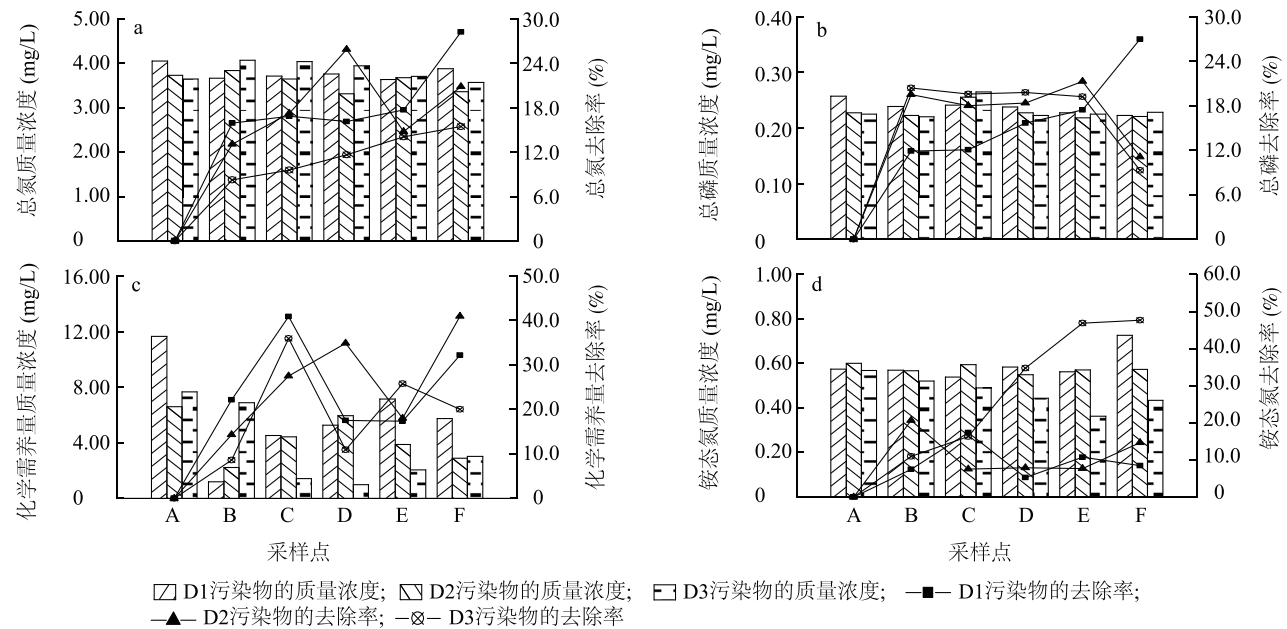 a
总氮质量浓度 (mg/L)
5.00
4.00
3.00
2.00
1.00
0
30.0
24.0
18.0
12.0
6.0
0
总氮去除率 (%)
b
总磷质量浓度 (mg/L)
0.40
0.30
0.20
0.10
0
30.0
24.0
18.0
12.0
6.0
0
总磷去除率 (%)
c
化学需养量质量浓度 (mg/L)
16.00
12.00
8.00
4.00
0
50.0
40.0
30.0
20.0
10.0
0
化学需养量去除率 (%)
A B C D E F
采样点
d
铵态氮质量浓度 (mg/L)
1.00
0.80
0.60
0.40
0.20
0
60.0
50.0
40.0
30.0
20.0
10.0
0
铵态氮去除率 (%)
A B C D E F
采样点
D1污染物的质量浓度; D2污染物的质量浓度; D3污染物的质量浓度; D1污染物的去除率;
D2污染物的去除率; D3污染物的去除率